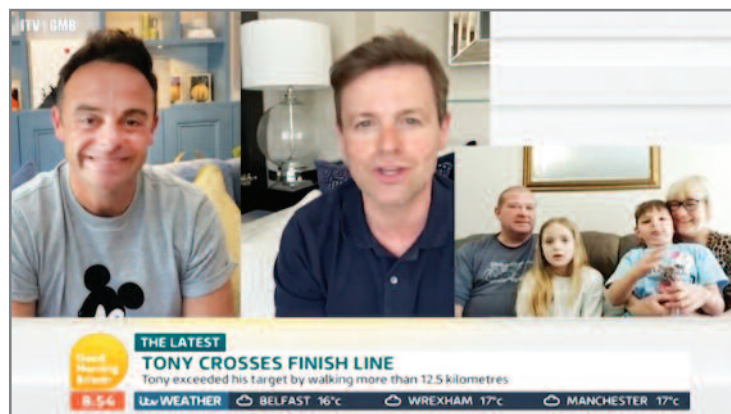 ITV | GMB
THE LATEST
TONY CROSSES FINISH LINE
Tony exceeded his target by walking more than 12.5 kilometres
Good
Morning
Britain
8.54
itv WEATHER BELFAST 16°c WREXHAM 17°c MANCHESTER 17°c